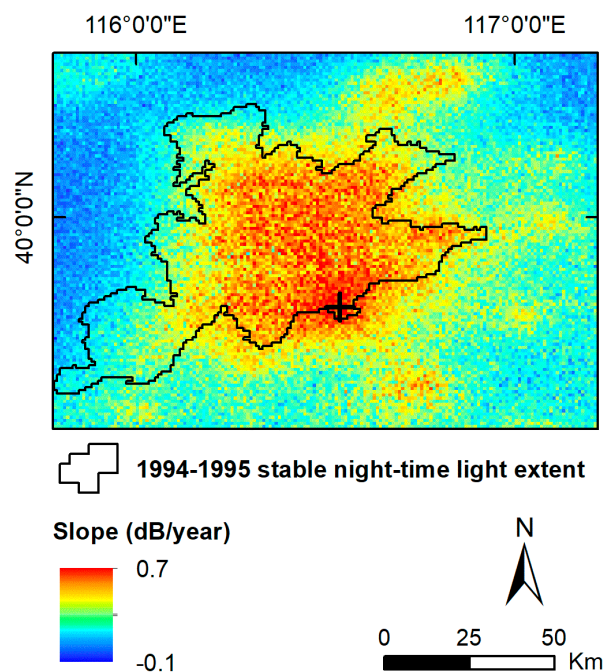 116°0'0"E 117°0'0"E
40°0'0"N
1994-1995 stable night-time light extent
Slope (dB/year)
0.7
-0.1
N
0 25 50
Km